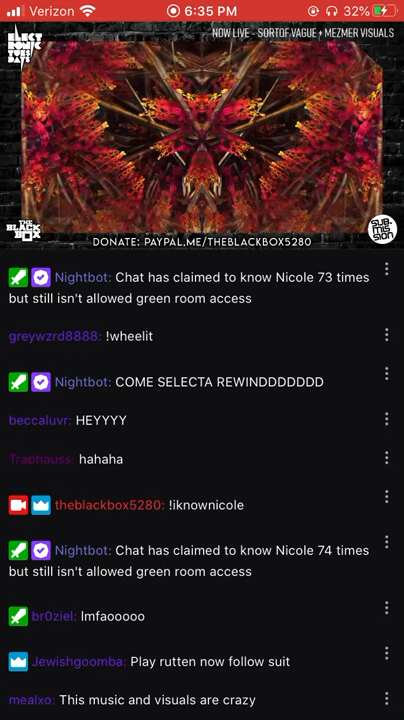 Verizon 6:35 PM 32%
ELECTRONIC TUESDAYS
NOW LIVE - SORTOF VAGUE + MEZMER VISUALS
THE BLACK BOX
SUB.MISSION
DONATE: PAYPAL.ME/THEBLACKBOX5280
Nightbot: Chat has claimed to know Nicole 73 times
but still isn't allowed green room access
greywzrd8888: !wheelit
Nightbot: COME SELECTA REWINDDDDDDD
beccaluvr: HEYYYY
Traphauss: hahaha
theblackbox5280: !iknownicole
Nightbot: Chat has claimed to know Nicole 74 times
but still isn't allowed green room access
br0ziel: lmfaooooo
Jewishgoomba: Play rutten now follow suit
mealxo: This music and visuals are crazy